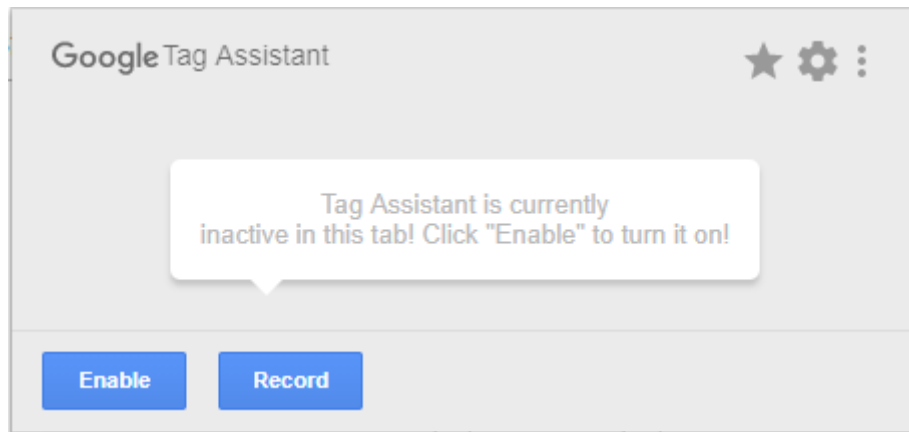 Google Tag Assistant
Tag Assistant is currently
inactive in this tab! Click "Enable" to turn it on!
Enable Record